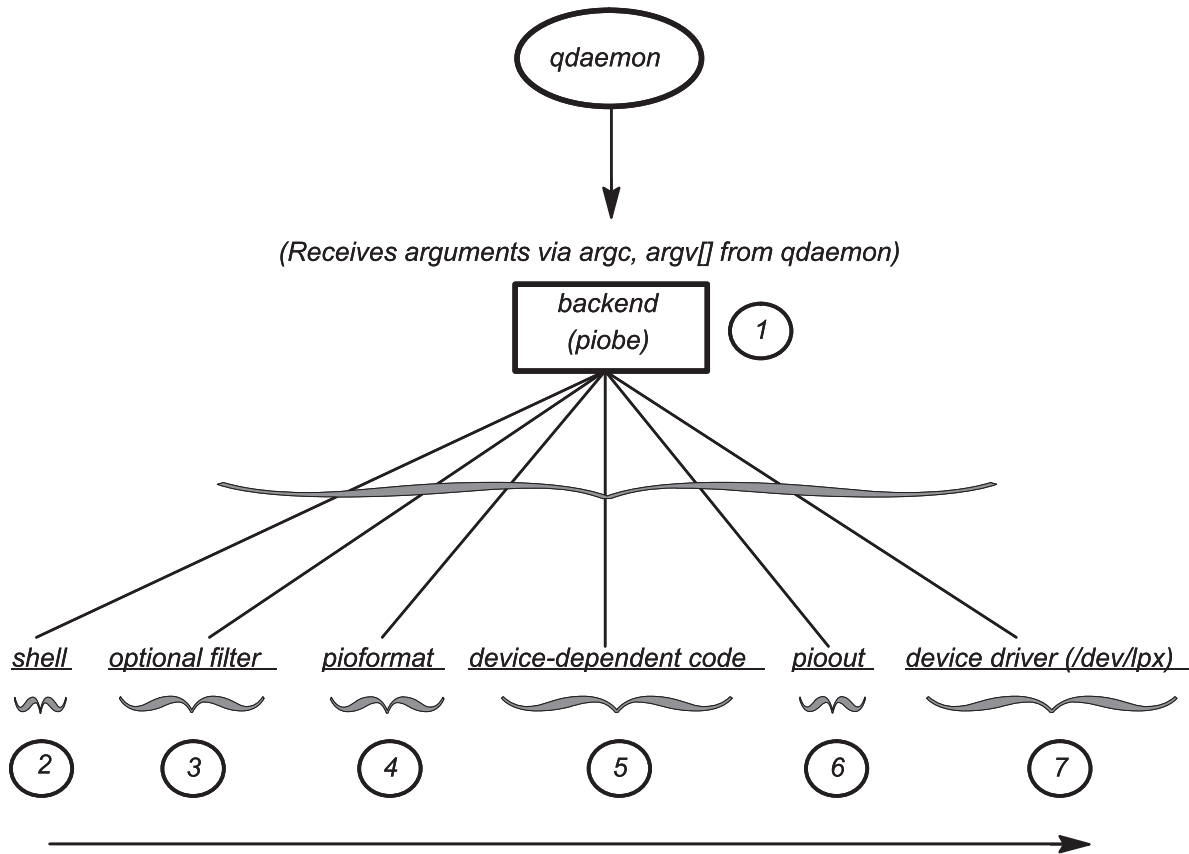 qdaemon
(Receives arguments via argc, argv[] from qdaemon)
backend
(piobe)
1
shell optional filter pioformat device-dependent code pioout device driver (/dev/lpx)
2 3 4 5 6 7